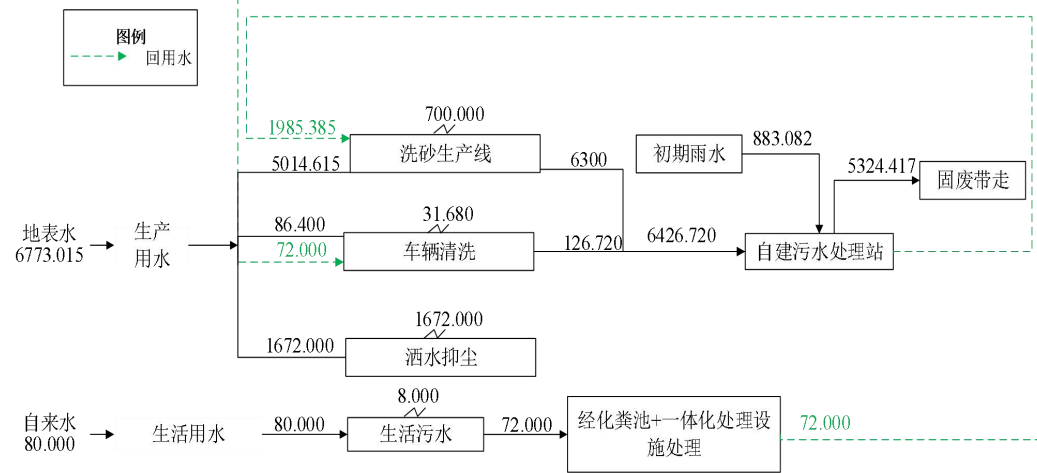 图例
回用水
1985.385
700.000
洗砂生产线
5014.615
6300
初期雨水
883.082
5324.417
固废带走
地表水
6773.015
生产
用水
86.400
72.000
31.680
车辆清洗
126.720
6426.720
自建污水处理站
1672.000
1672.000
洒水抑尘
自来水
80.000
生活用水
80.000
8.000
生活污水
72.000
经化粪池+一体化处理设
施处理
72.000